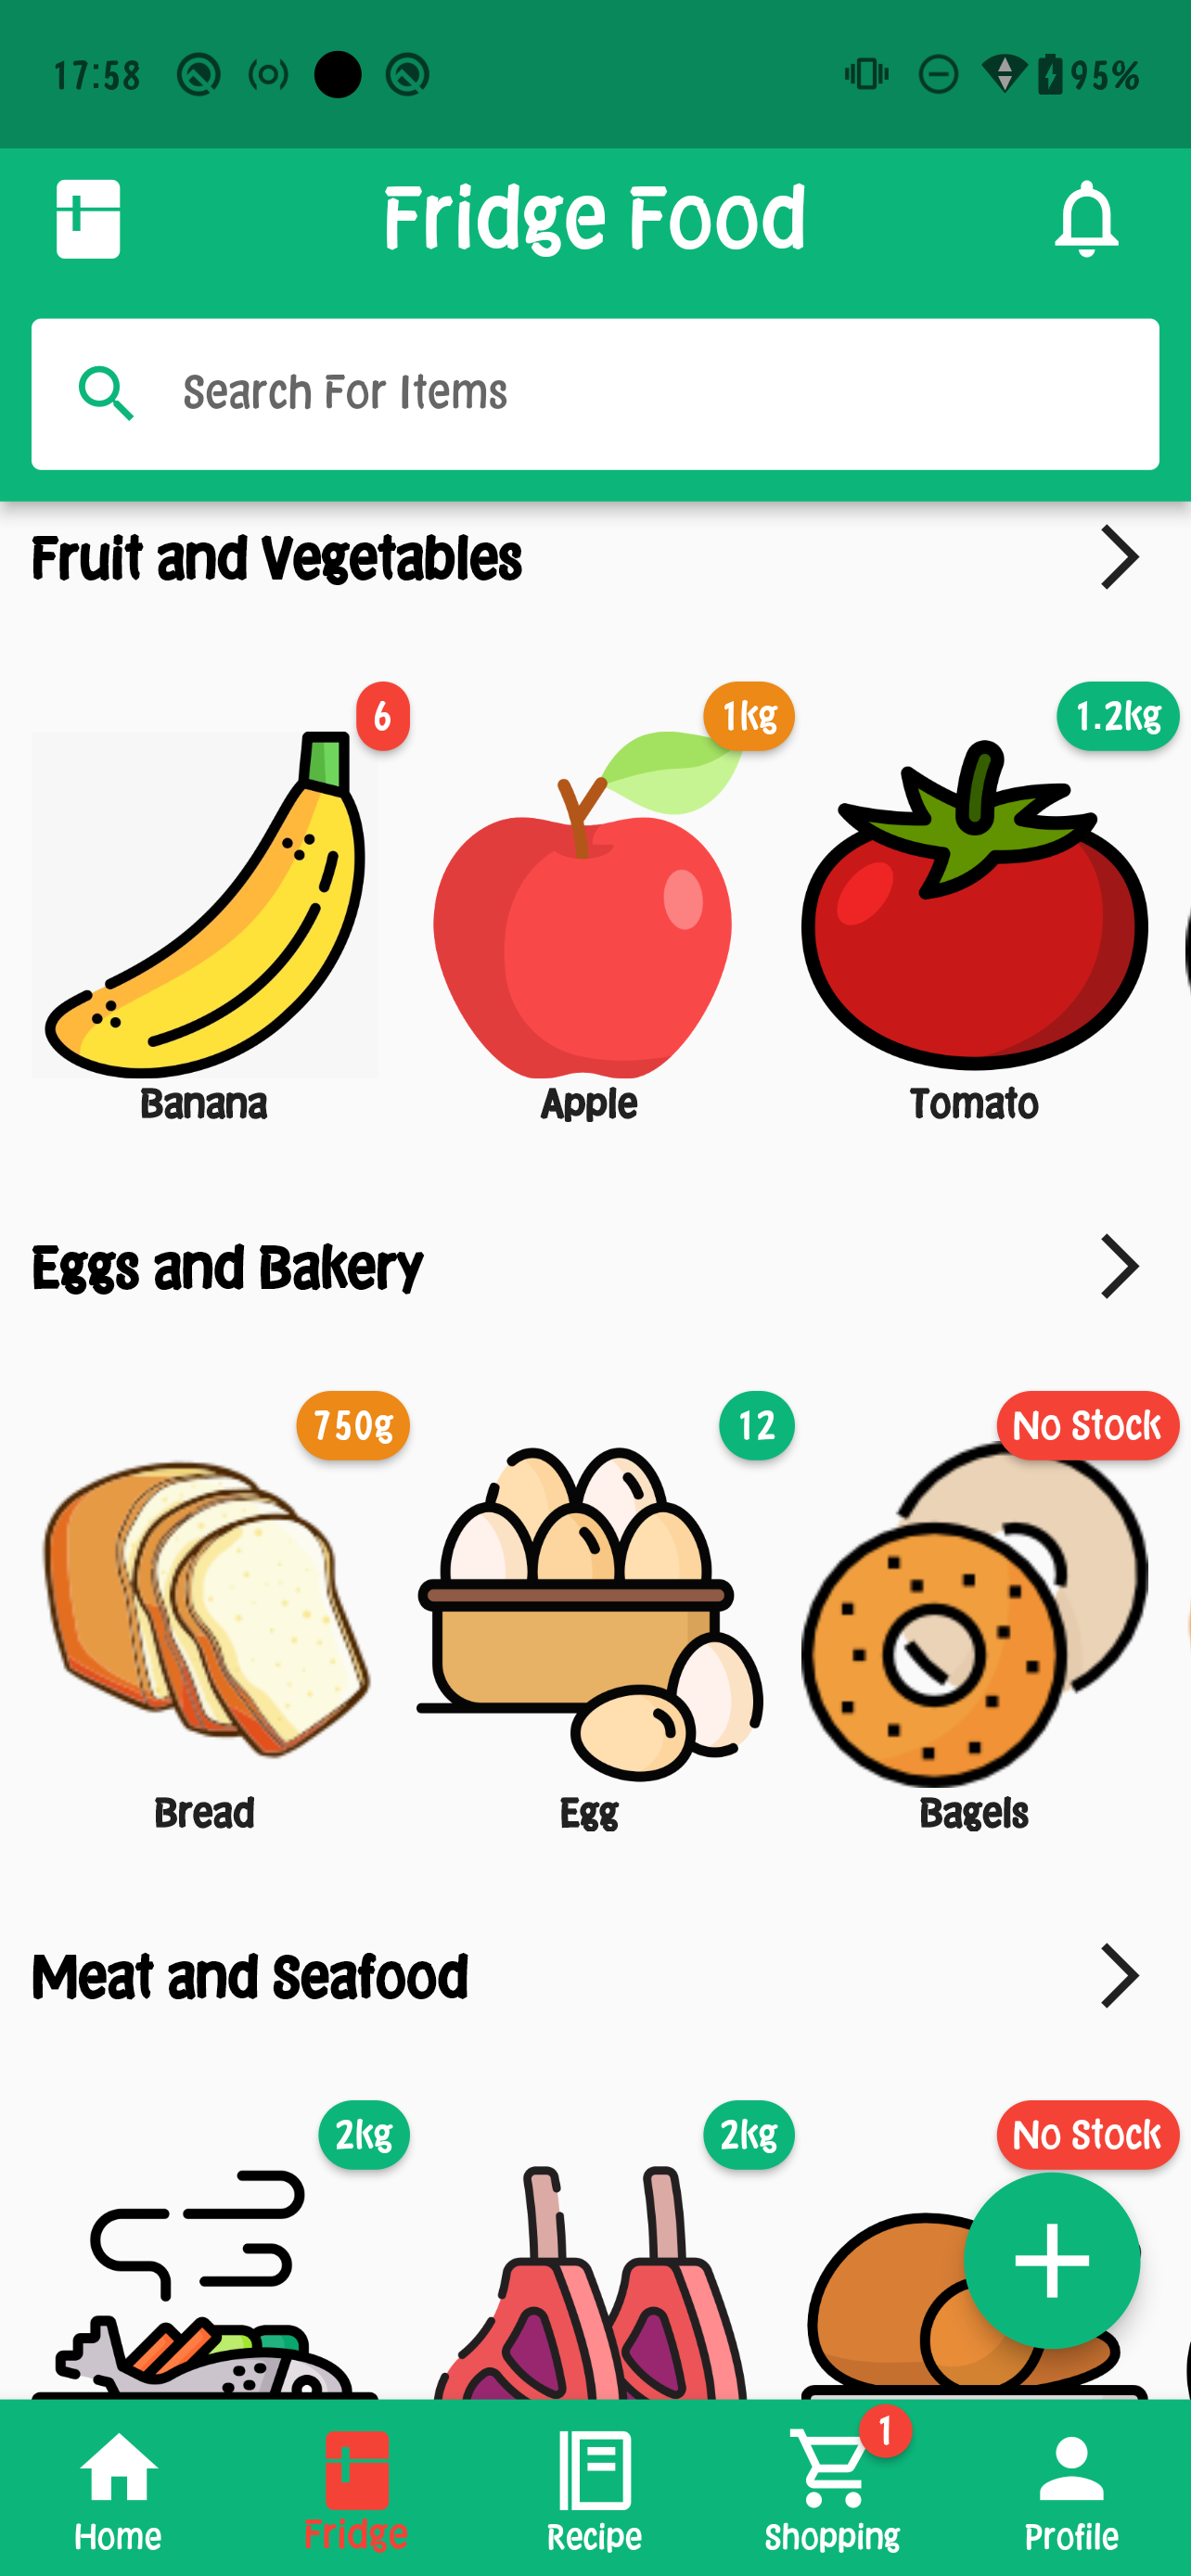 17:58 95%
Fridge Food
Search For Items
Fruit and Vegetables
6 1kg 1.2kg
Banana Apple Tomato
Eggs and Bakery
750g 12 No Stock
Bread Egg Bagels
Meat and Seafood
2kg 2kg No Stock
1
Home Fridge Recipe Shopping Profile